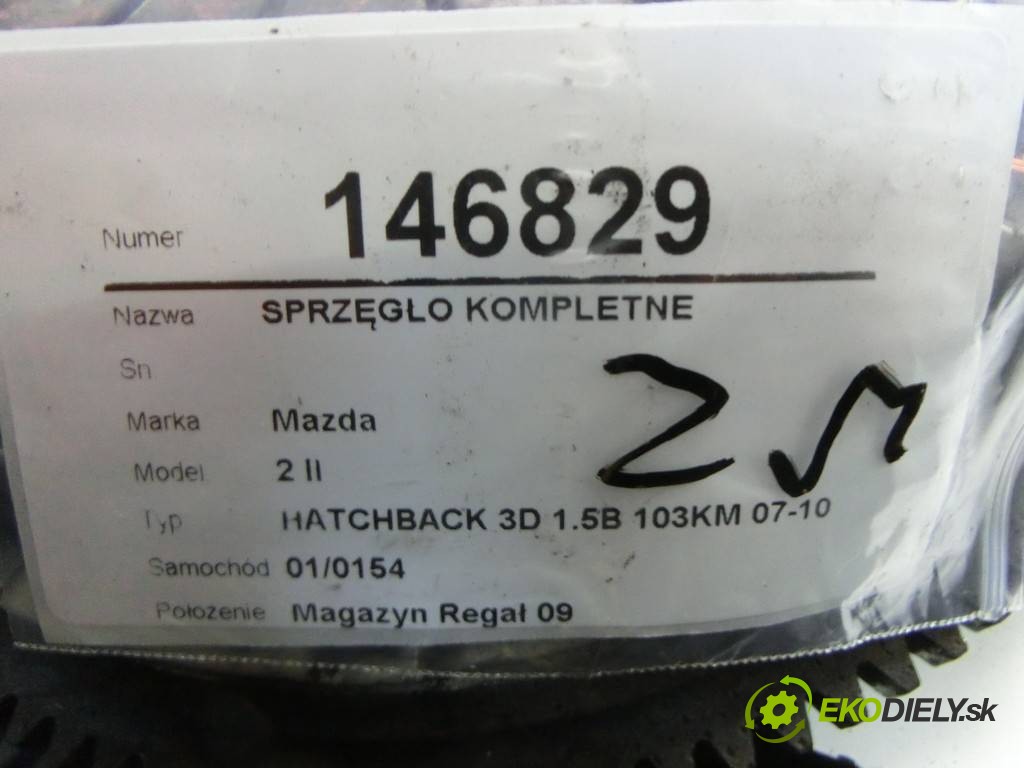 Numer 146829
Nazwa SPRZĘGŁO KOMPLETNE
Sn
Marka Mazda
Model 2 II
Typ HATCHBACK 3D 1.5B 103KM 07-10
Samochód 01/0154
Położenie Magazyn Regał 09
EKODIELY.sk